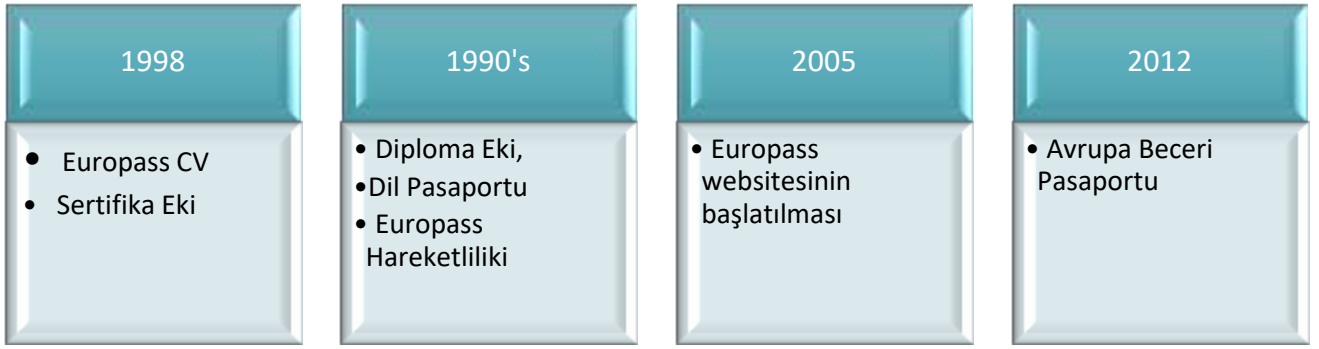 1998
• Europass CV
• Sertifika Eki
1990's
• Diploma Eki,
•Dil Pasaportu
• Europass
Hareketliliki
2005
• Europass
websitesinin
başlatılması
2012
• Avrupa Beceri
Pasaportu